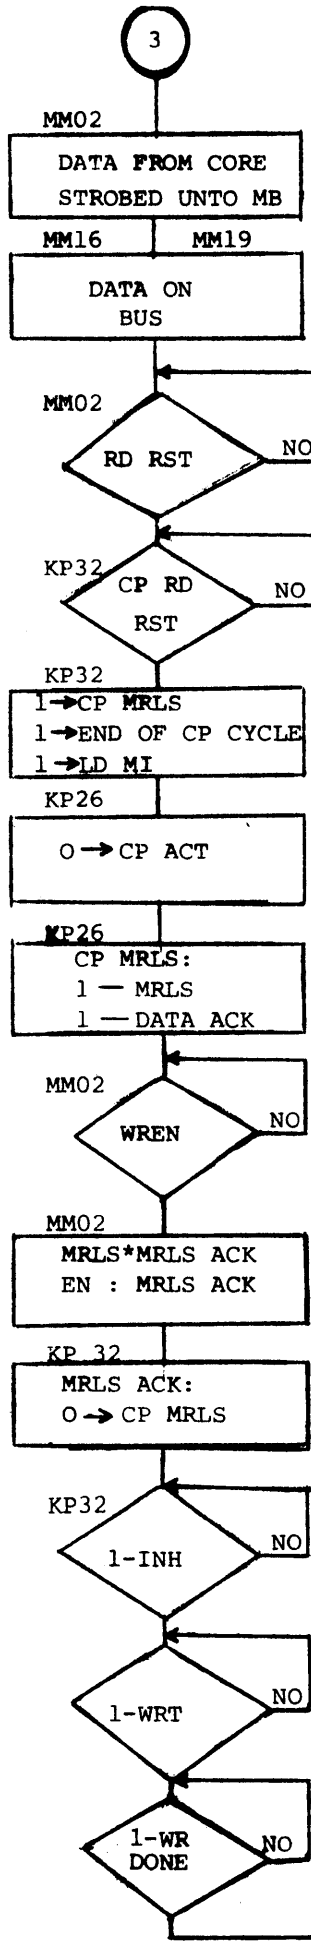 3
MM02
DATA FROM CORE
STROBED UNTO MB
MM16 MM19
DATA ON
BUS
MM02
RD RST
NO
KP32
CP RD
RST
NO
KP32
1→CP MRLS
1→END OF CP CYCLE
1→LD MI
KP26
0→CP ACT
KP26
CP MRLS:
1 — MRLS
1 — DATA ACK
MM02
WREN
NO
MM02
MRLS*MRLS ACK
EN : MRLS ACK
KP 32
MRLS ACK:
0→ CP MRLS
KP32
1-INH
NO
1-WRT
NO
1-WR
DONE
NO